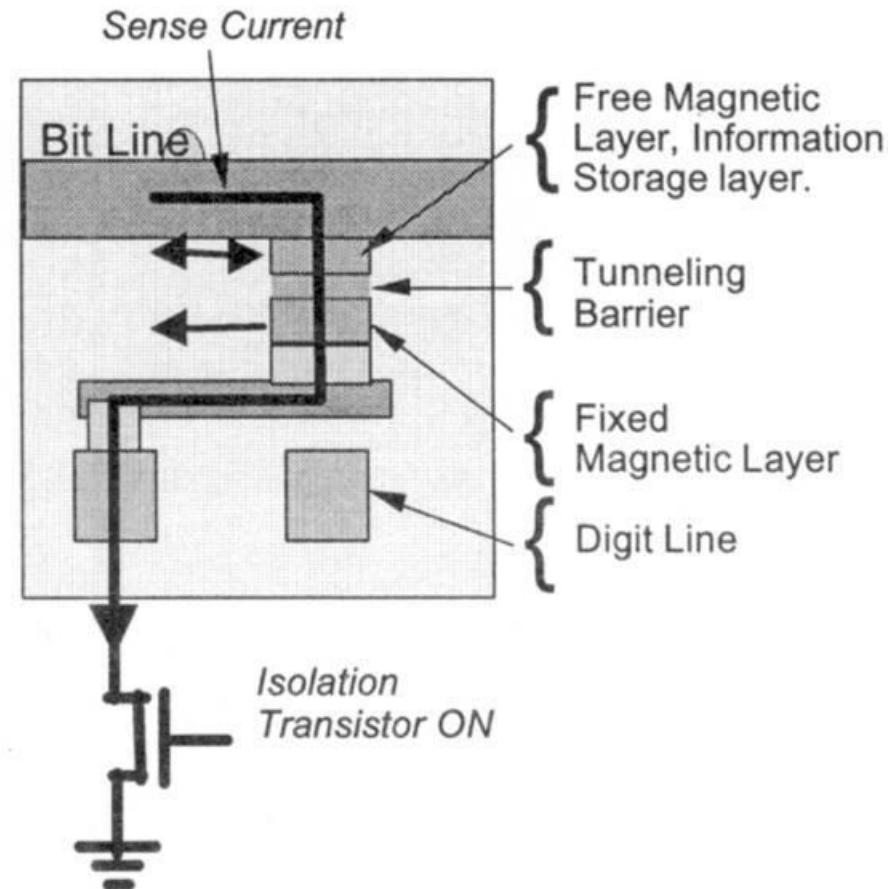 Sense Current
Bit Line
Free Magnetic
Layer, Information
Storage layer.
Tunneling
Barrier
Fixed
Magnetic Layer
Digit Line
Isolation
Transistor ON